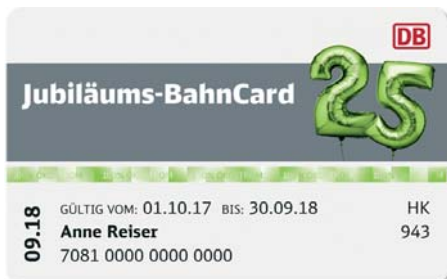 DB
Jubiläums-BahnCard
25
GÜLTIG VOM: 01.10.17 BIS: 30.09.18 HK
09.18
Anne Reiser 943
7081 0000 0000 0000